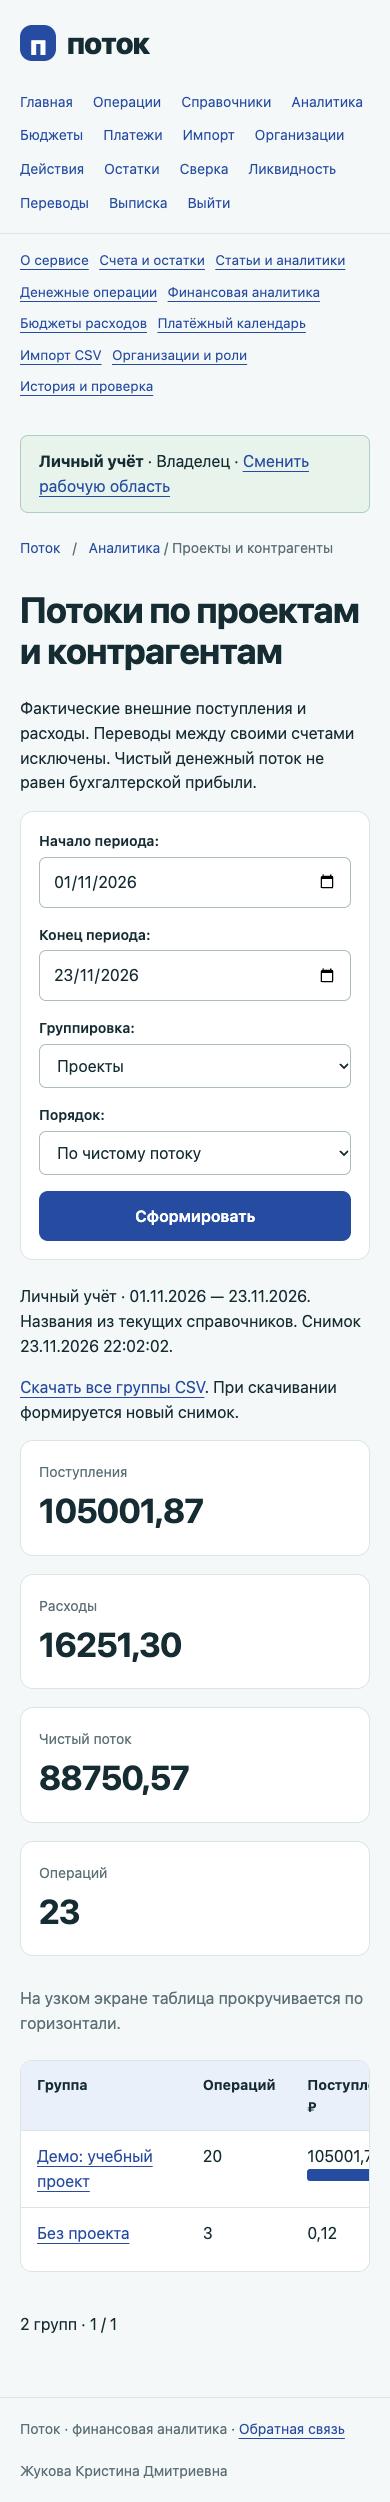 п поток
Главная Операции Справочники Аналитика
Бюджеты Платежи Импорт Организации
Действия Остатки Сверка Ликвидность
Переводы Выписка Выйти
О сервисе Счета и остатки Статьи и аналитики
Денежные операции Финансовая аналитика
Бюджеты расходов Платёжный календарь
Импорт CSV Организации и роли
История и проверка
Личный учёт · Владелец · Сменить
рабочую область
Поток / Аналитика / Проекты и контрагенты
Потоки по проектам
и контрагентам
Фактические внешние поступления и
расходы. Переводы между своими счетами
исключены. Чистый денежный поток не
равен бухгалтерской прибыли.
Начало периода:
01/11/2026
Конец периода:
23/11/2026
Группировка:
Проекты
Порядок:
По чистому потоку
Сформировать
Личный учёт · 01.11.2026 — 23.11.2026.
Названия из текущих справочников. Снимок
23.11.2026 22:02:02.
Скачать все группы CSV. При скачивании
формируется новый снимок.
Поступления
105001,87
Расходы
16251,30
Чистый поток
88750,57
Операций
23
На узком экране таблица прокручивается по
горизонтали.
Группа Операций Поступле
₽
Демо: учебный 20 105001,7
проект
Без проекта 3 0,12
2 групп · 1 / 1
Поток · финансовая аналитика · Обратная связь
Жукова Кристина Дмитриевна